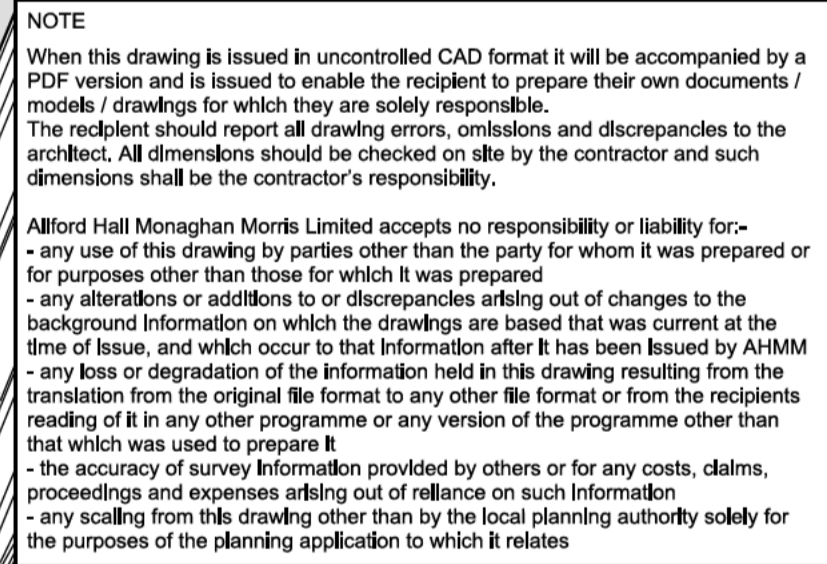 NOTE
When this drawing is issued in uncontrolled CAD format it will be accompanied by a
PDF version and is issued to enable the recipient to prepare their own documents /
models / drawings for which they are solely responsible.
The recipient should report all drawing errors, omissions and discrepancies to the
architect. All dimensions should be checked on site by the contractor and such
dimensions shall be the contractor's responsibility.
Allford Hall Monaghan Morris Limited accepts no responsibility or liability for:-
- any use of this drawing by parties other than the party for whom it was prepared or
for purposes other than those for which it was prepared
- any alterations or additions to or discrepancies arising out of changes to the
background information on which the drawings are based that was current at the
time of issue, and which occur to that information after it has been issued by AHMM
- any loss or degradation of the information held in this drawing resulting from the
translation from the original file format to any other file format or from the recipients
reading of it in any other programme or any version of the programme other than
that which was used to prepare it
- the accuracy of survey information provided by others or for any costs, claims,
proceedings and expenses arising out of reliance on such information
- any scaling from this drawing other than by the local planning authority solely for
the purposes of the planning application to which it relates